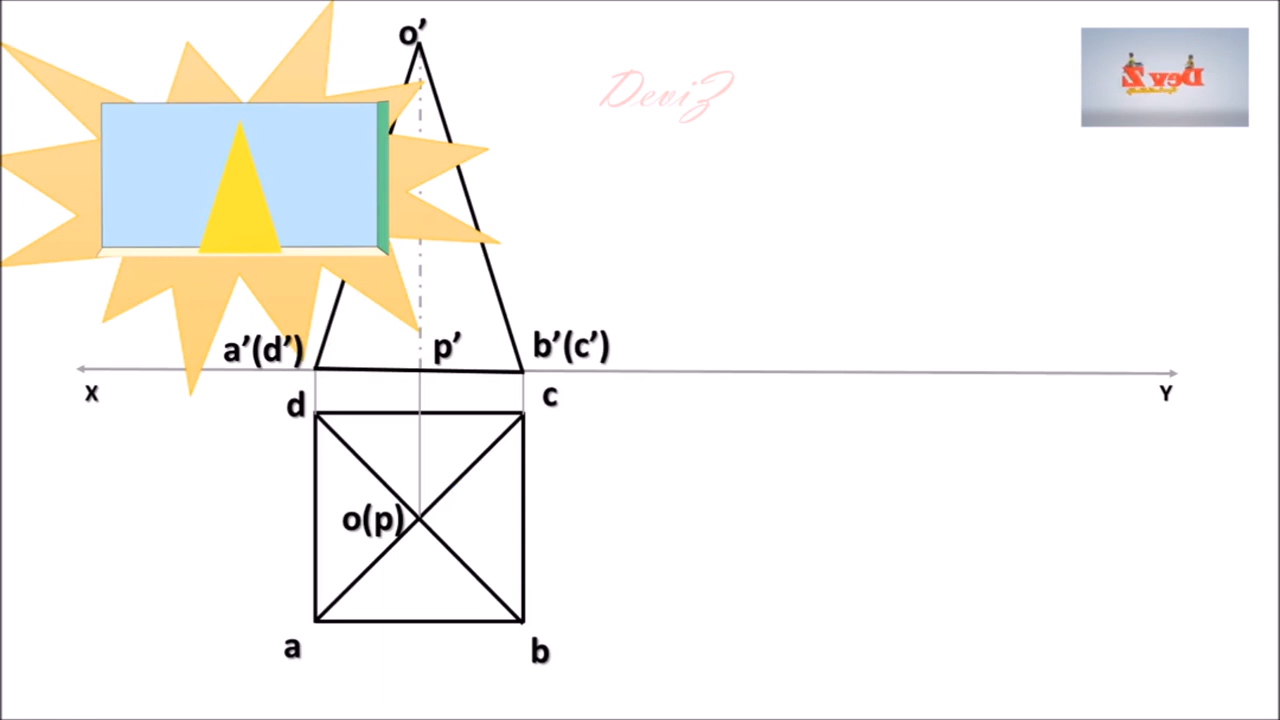 o’
DeviZ
a’(d’)
p’
b’(c’)
X
Y
d
c
o(p)
a
b